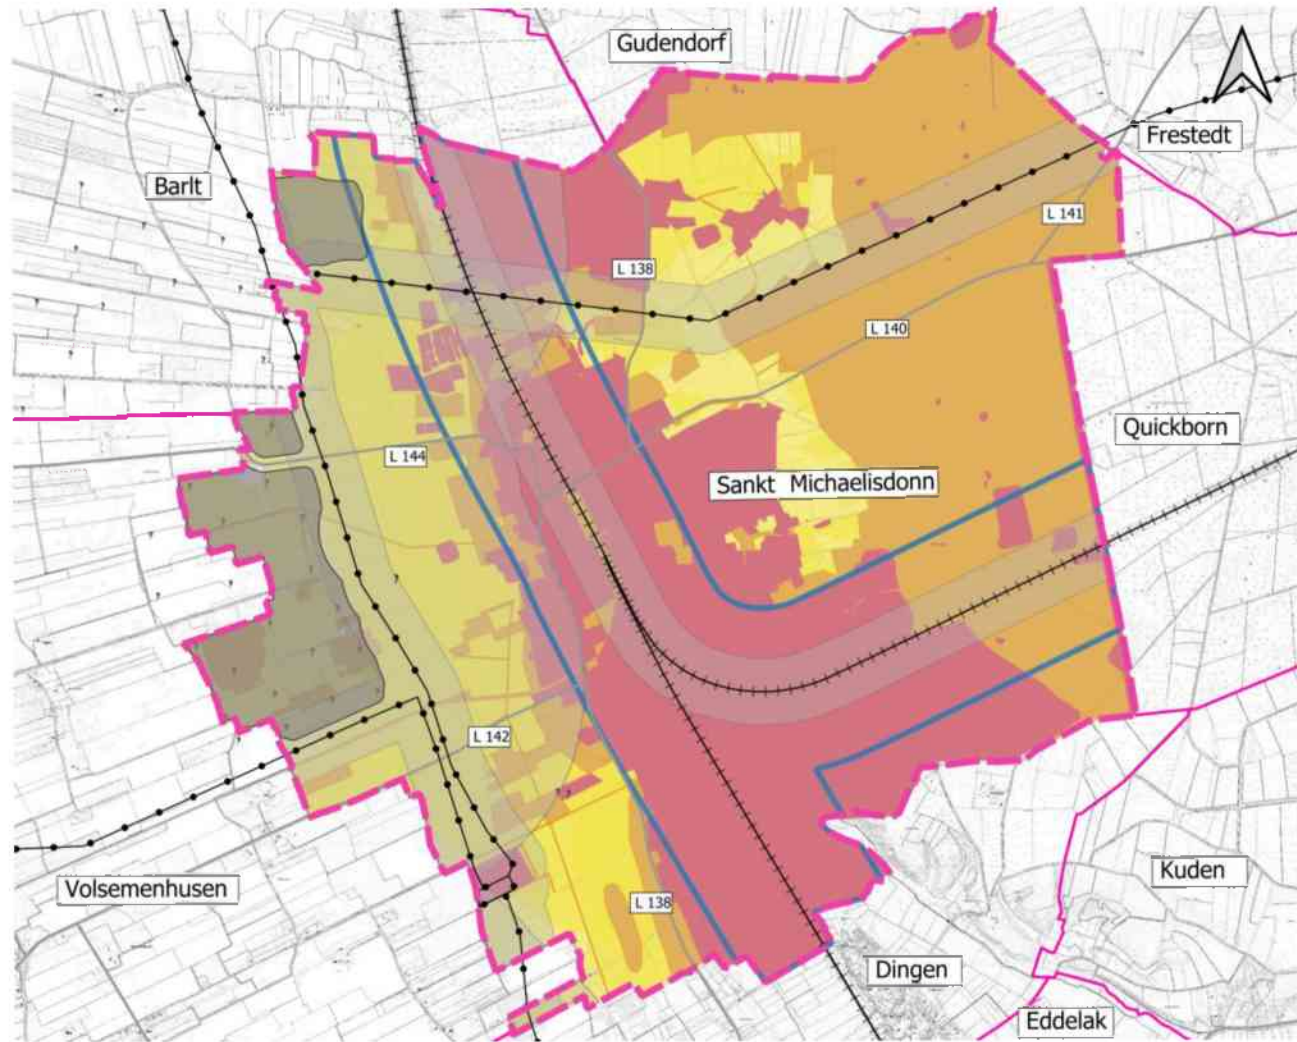 Gudendorf
Frestedt
Barlt
L 141
L 138
L 140
Quickborn
L 144
Sankt Michaelisdonn
L 142
Kuden
Volsemenhusen
L 138
Dingen
Eddelak